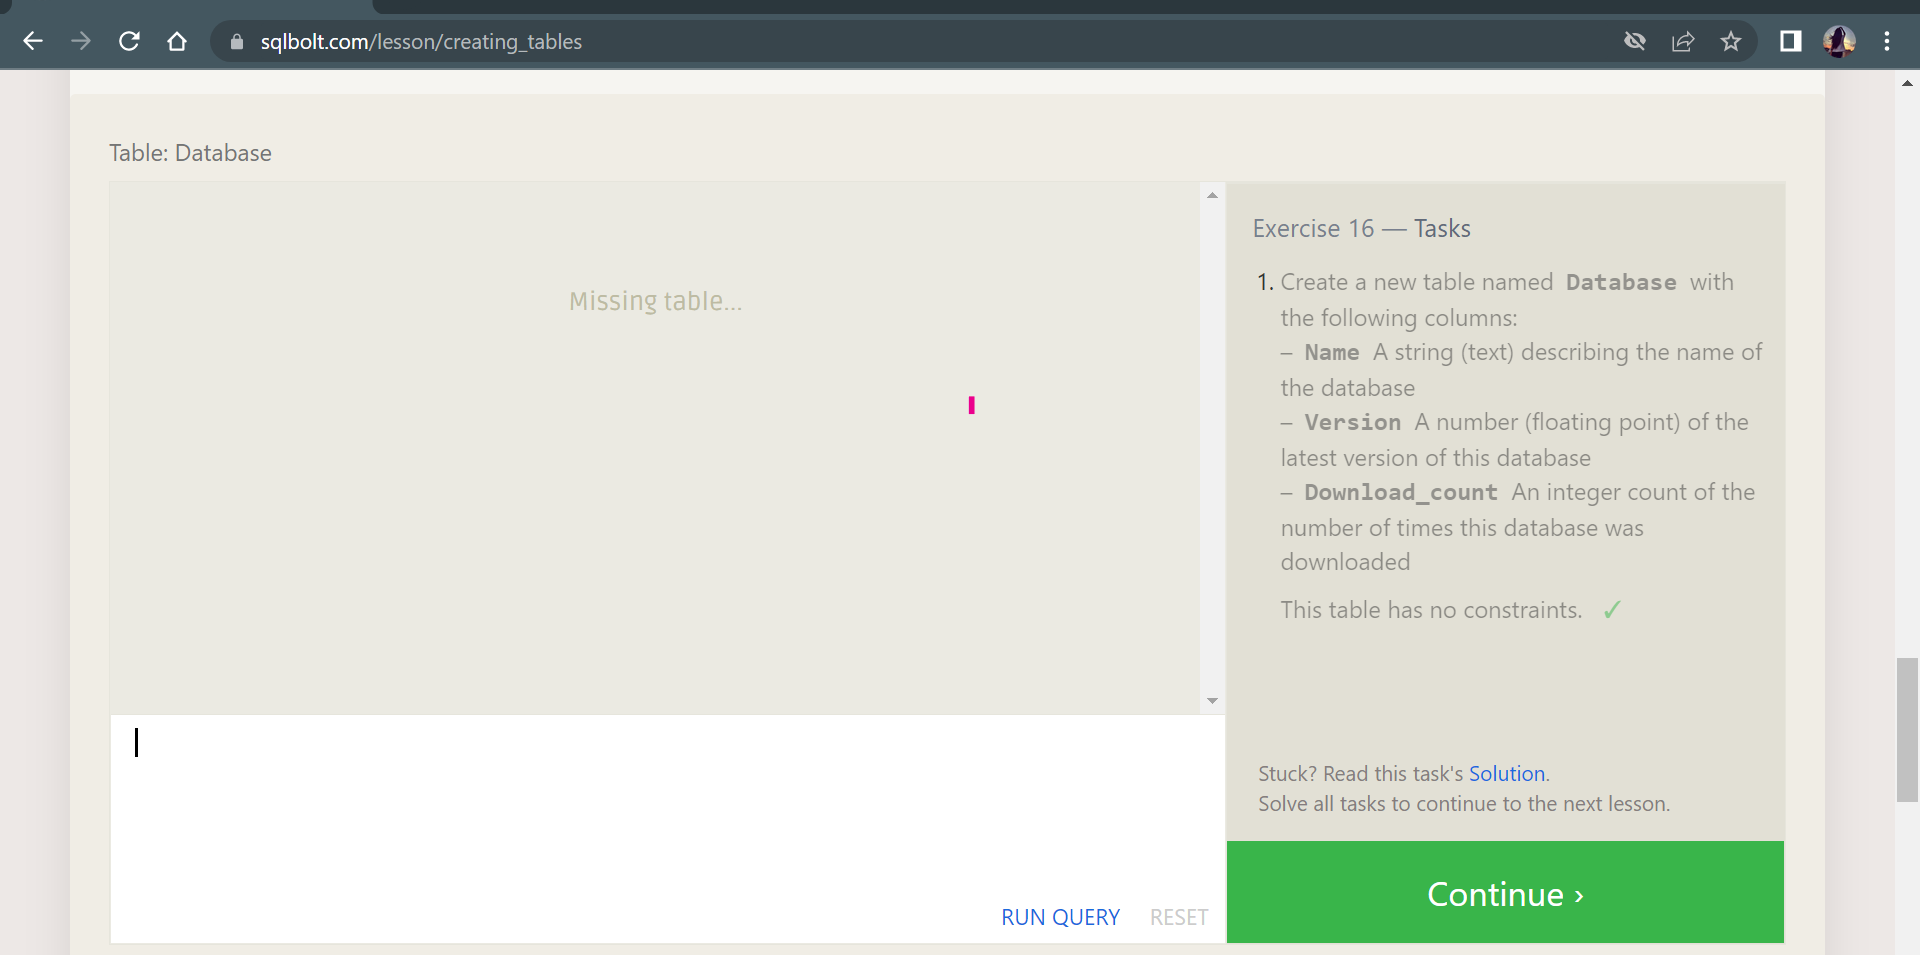 sqlbolt.com/lesson/creating_tables
Table: Database
Missing table...
Exercise 16 — Tasks
1. Create a new table named Database with
the following columns:
– Name A string (text) describing the name of
the database
– Version A number (floating point) of the
latest version of this database
– Download_count An integer count of the
number of times this database was
downloaded
This table has no constraints. ✓
Stuck? Read this task's Solution.
Solve all tasks to continue to the next lesson.
RUN QUERY RESET
Continue ›